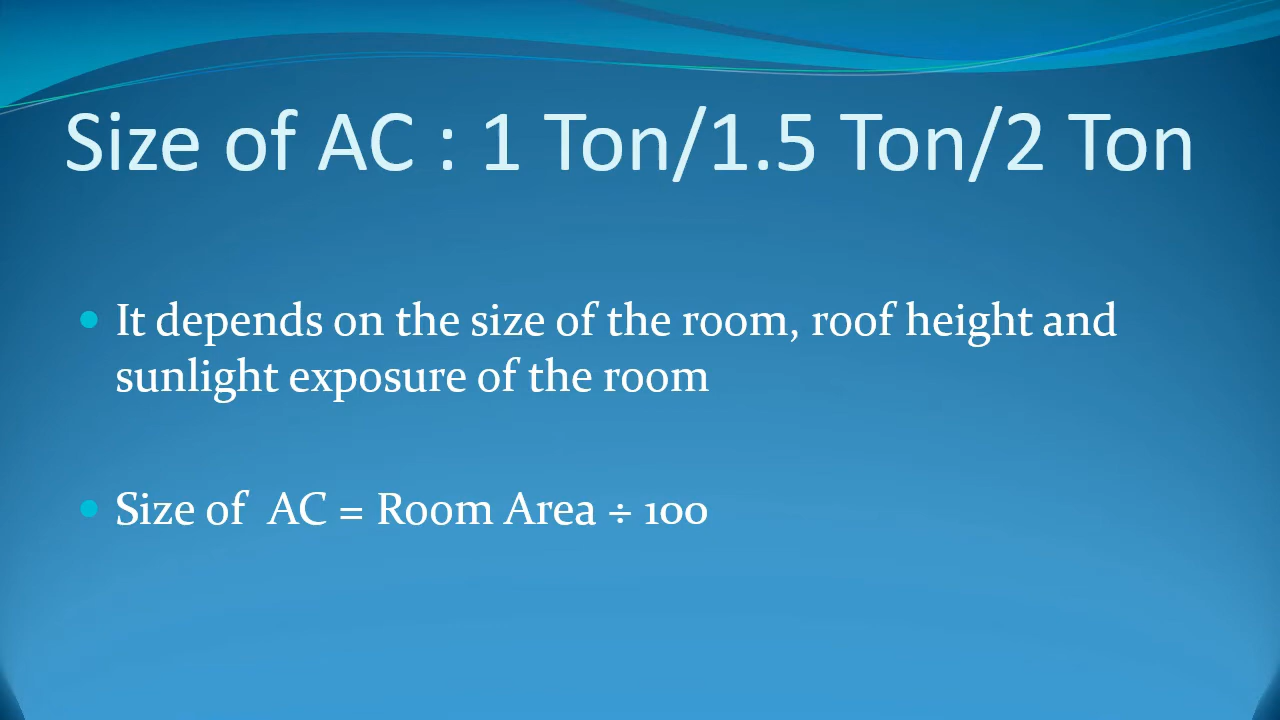 Size of AC : 1 Ton/1.5 Ton/2 Ton
It depends on the size of the room, roof height and
sunlight exposure of the room
Size of AC = Room Area ÷ 100